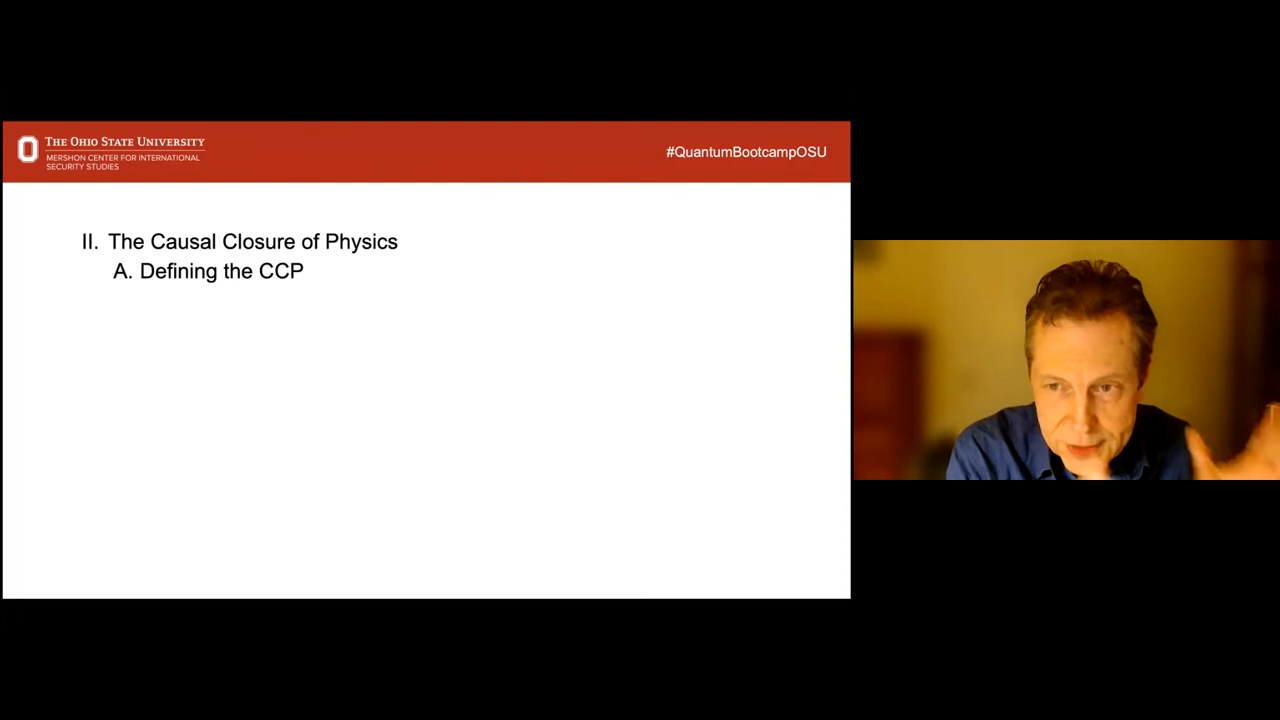 THE OHIO STATE UNIVERSITY
MERSHON CENTER FOR INTERNATIONAL
SECURITY STUDIES
#QuantumBootcampOSU
II. The Causal Closure of Physics
A. Defining the CCP